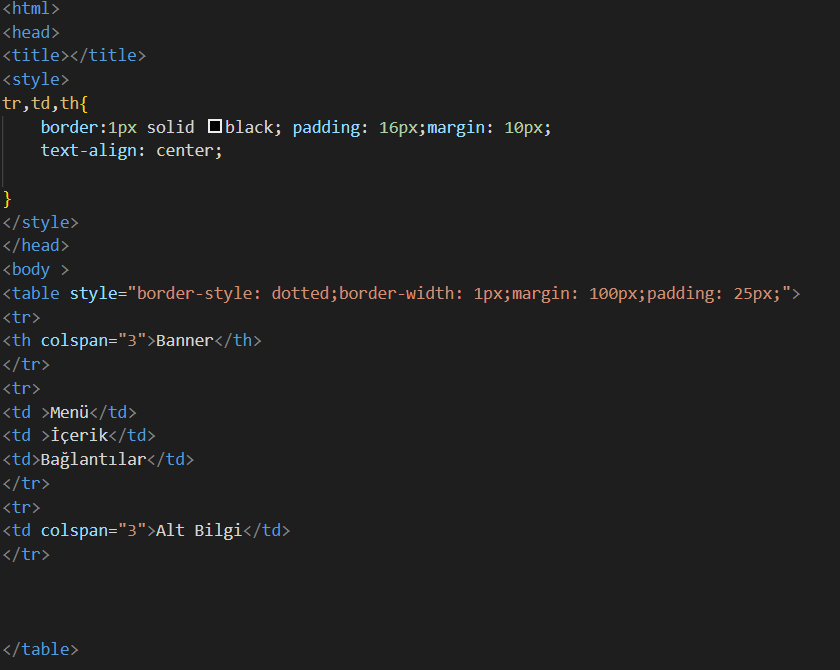 <html>
<head>
<title></title>
<style>
tr,td,th{
border:1px solid black; padding: 16px;margin: 10px;
text-align: center;
}
</style>
</head>
<body >
<table style="border-style: dotted;border-width: 1px;margin: 100px;padding: 25px;">
<tr>
<th colspan="3">Banner</th>
</tr>
<tr>
<td >Menü</td>
<td >İçerik</td>
<td>Bağlantılar</td>
</tr>
<tr>
<td colspan="3">Alt Bilgi</td>
</tr>
</table>